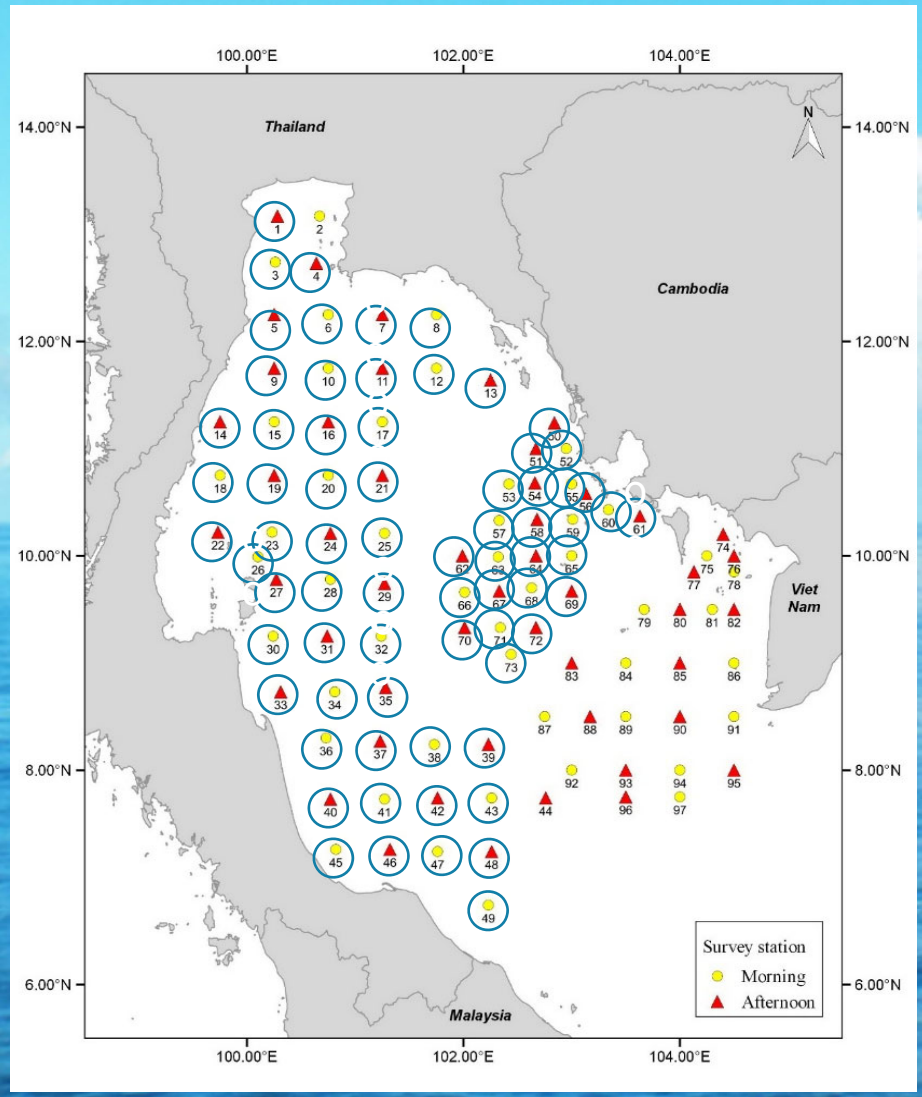 100.00°E 102.00°E 104.00°E
14.00°N 14.00°N
N
Thailand
1 2
3 4
Cambodia
5 6 7 8
12.00°N 12.00°N
9 10 11 12
13
14 15 16 17
50
51 52
18 19 20 21
53 54 55
56
60 61
57 58 59
22 23 24 25
74
10.00°N 10.00°N
26
62 63 64 65
75 76
77 78
27 28 29
66 67 68 69
Viet
Nam
79 80 81 82
30 31 32
70 71 72
73
83 84 85 86
33 34 35
87 88 89 90 91
36 37 38 39
8.00°N 8.00°N
92 93 94 95
40 41 42 43 44 96 97
45 46 47 48
49
Survey station
Morning
Afternoon
6.00°N 6.00°N
Malaysia
100.00°E 102.00°E 104.00°E